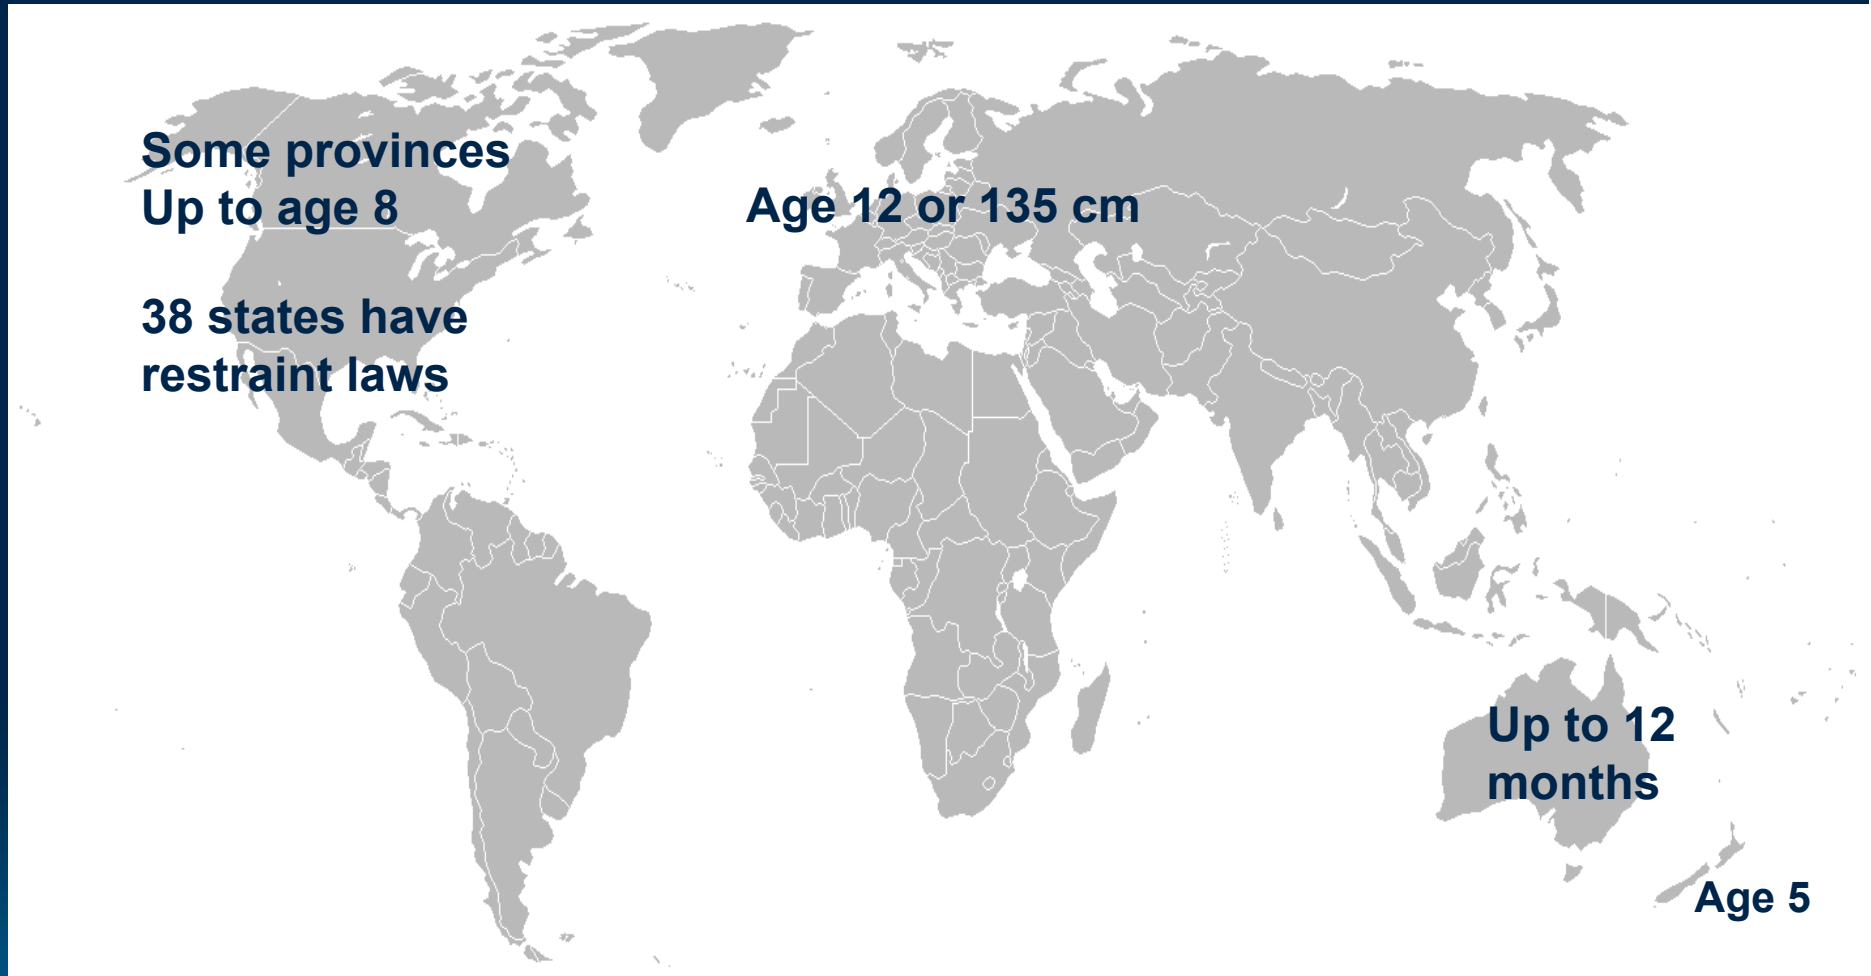 Some provinces
Up to age 8
Age 12 or 135 cm
38 states have
restraint laws
Up to 12
months
Age 5